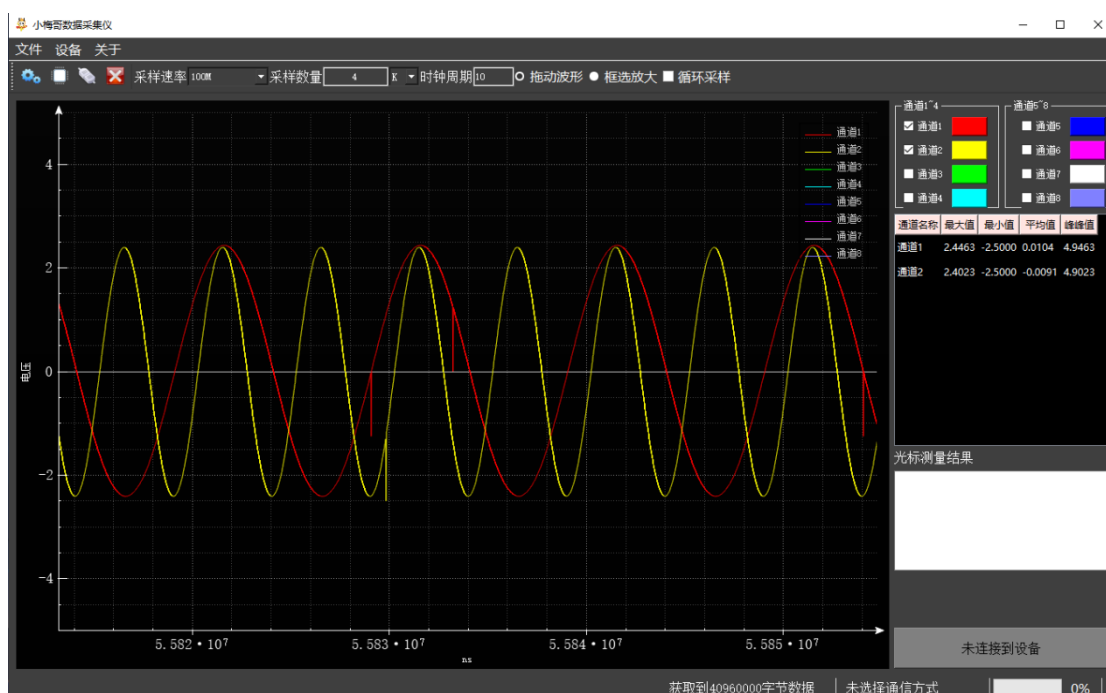 小梅哥数据采集仪
文件 设备 关于
采样速率 100M 采样数量 4 K 时钟周期 10 拖动波形 框选放大 循环采样
通道1~4 通道5~8
通道1 通道5
通道2 通道6
通道3 通道7
通道4 通道8
通道1
通道2
通道3
通道4
通道5
通道6
通道7
通道8
通道名称 最大值 最小值 平均值 峰峰值
通道1 2.4463 -2.5000 0.0104 4.9463
通道2 2.4023 -2.5000 -0.0091 4.9023
4
2
0
-2
-4
电压
5.582·10⁷ 5.583·10⁷ 5.584·10⁷ 5.585·10⁷
ns
光标测量结果
未连接到设备
获取到40960000字节数据 未选择通信方式 0%